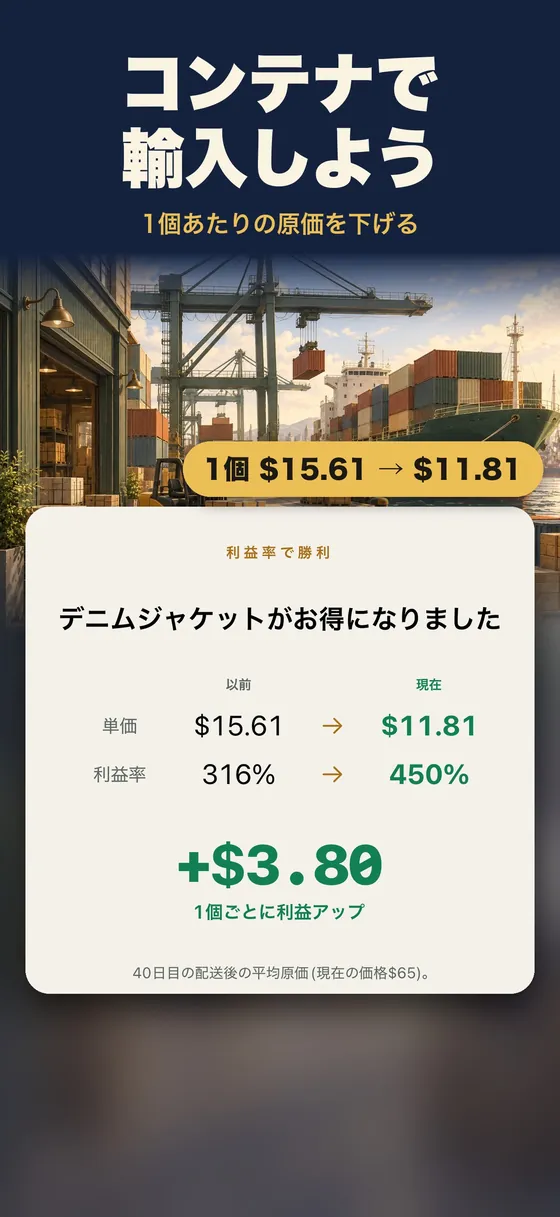 コンテナで
輸入しよう
1個あたりの原価を下げる
1個 $15.61 → $11.81
利益率で勝利
デニムジャケットがお得になりました
以前 現在
単価 $15.61 → $11.81
利益率 316% → 450%
+$3.80
1個ごとに利益アップ
40日目の配送後の平均原価(現在の価格$65)。